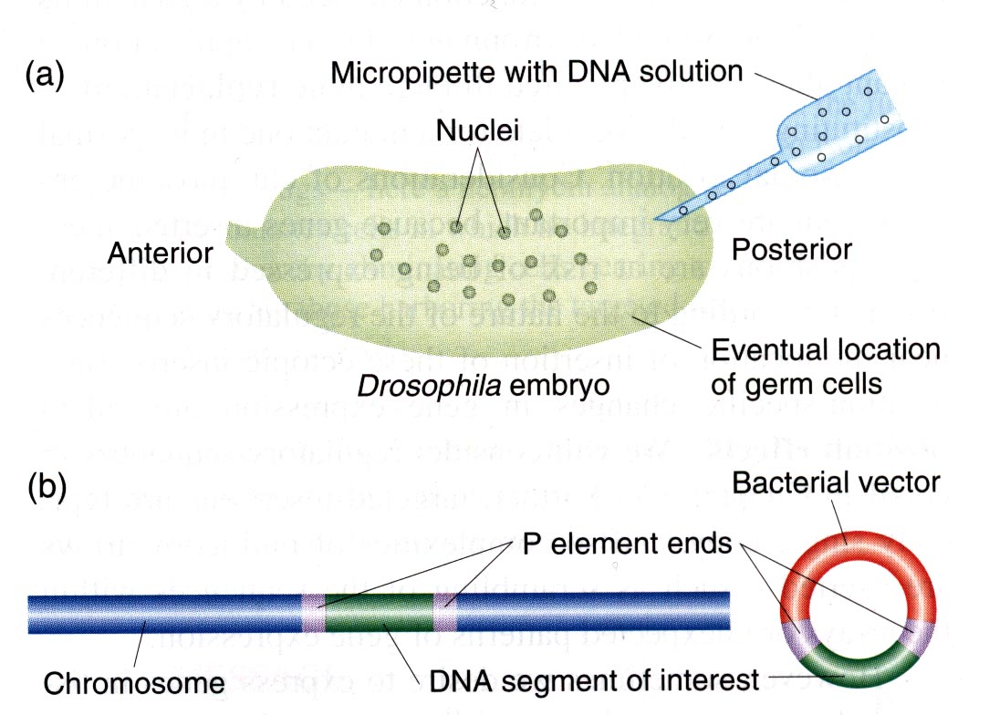 (a)
Micropipette with DNA solution
Nuclei
Anterior
Posterior
Eventual location
of germ cells
Drosophila embryo
(b)
Bacterial vector
P element ends
Chromosome
DNA segment of interest